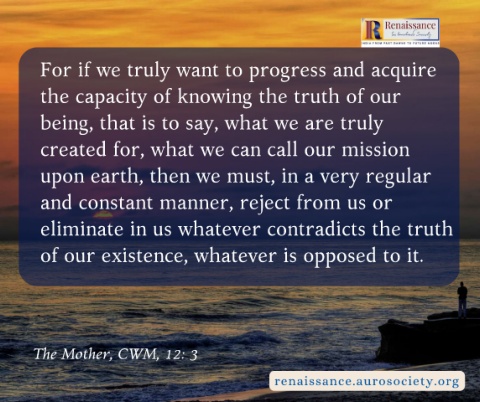 Renaissance
Sri Aurobindo Society
INDIA FROM PAST DAWNS TO FUTURE NOONS
For if we truly want to progress and acquire
the capacity of knowing the truth of our
being, that is to say, what we are truly
created for, what we can call our mission
upon earth, then we must, in a very regular
and constant manner, reject from us or
eliminate in us whatever contradicts the truth
of our existence, whatever is opposed to it.
The Mother, CWM, 12: 3
renaissance.aurosociety.org